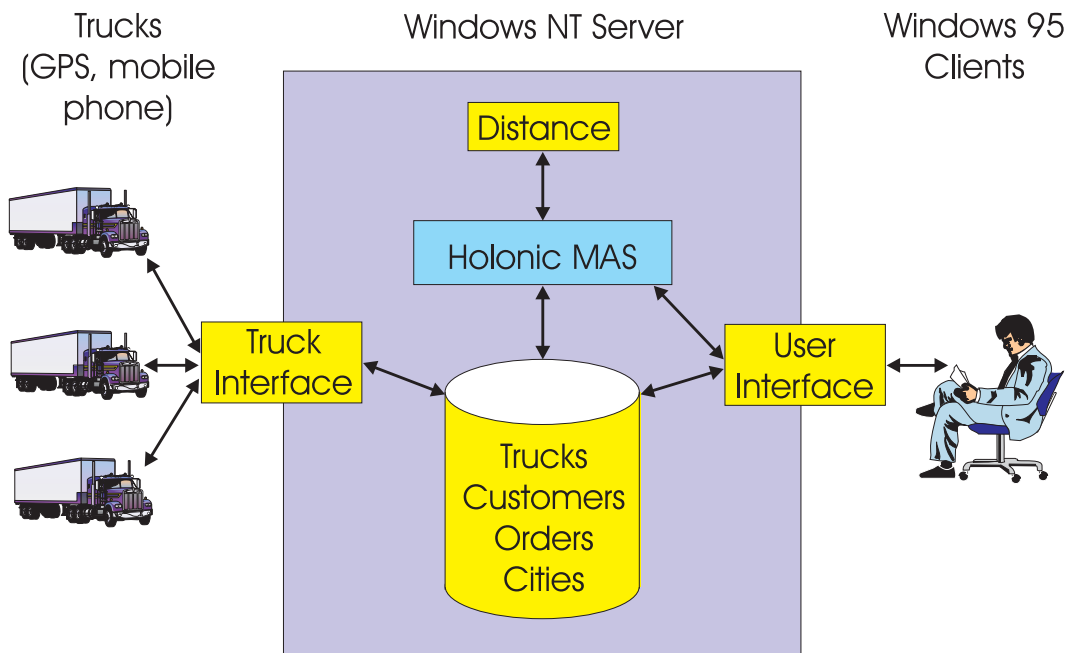 Trucks
(GPS, mobile
phone)
Windows NT Server
Windows 95
Clients
Distance
Holonic MAS
Truck
Interface
User
Interface
Trucks
Customers
Orders
Cities